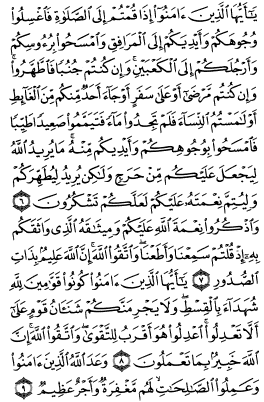 يَٰٓأَيُّهَا ٱلَّذِينَ ءَامَنُوٓاْ إِذَا قُمۡتُمۡ إِلَى ٱلصَّلَوٰةِ فَٱغۡسِلُواْ
وُجُوهَكُمۡ وَأَيۡدِيَكُمۡ إِلَى ٱلۡمَرَافِقِ وَٱمۡسَحُواْ بِرُءُوسِكُمۡ
وَأَرۡجُلَكُمۡ إِلَى ٱلۡكَعۡبَيۡنِۚ وَإِن كُنتُمۡ جُنُبٗا فَٱطَّهَّرُواْۚ
وَإِن كُنتُم مَّرۡضَىٰٓ أَوۡ عَلَىٰ سَفَرٍ أَوۡ جَآءَ أَحَدٞ مِّنكُم مِّنَ ٱلۡغَآئِطِ
أَوۡ لَٰمَسۡتُمُ ٱلنِّسَآءَ فَلَمۡ تَجِدُواْ مَآءٗ فَتَيَمَّمُواْ صَعِيدٗا طَيِّبٗا
فَٱمۡسَحُواْ بِوُجُوهِكُمۡ وَأَيۡدِيكُم مِّنۡهُۚ مَا يُرِيدُ ٱللَّهُ
لِيَجۡعَلَ عَلَيۡكُم مِّنۡ حَرَجٖ وَلَٰكِن يُرِيدُ لِيُطَهِّرَكُمۡ
وَلِيُتِمَّ نِعۡمَتَهُۥ عَلَيۡكُمۡ لَعَلَّكُمۡ تَشۡكُرُونَ ٦
وَٱذۡكُرُواْ نِعۡمَةَ ٱللَّهِ عَلَيۡكُمۡ وَمِيثَٰقَهُ ٱلَّذِي وَاثَقَكُم
بِهِۦٓ إِذۡ قُلۡتُمۡ سَمِعۡنَا وَأَطَعۡنَاۖ وَٱتَّقُواْ ٱللَّهَۚ إِنَّ ٱللَّهَ عَلِيمُۢ بِذَاتِ
ٱلصُّدُورِ ٧ يَٰٓأَيُّهَا ٱلَّذِينَ ءَامَنُواْ كُونُواْ قَوَّٰمِينَ لِلَّهِ
شُهَدَآءَ بِٱلۡقِسۡطِۖ وَلَا يَجۡرِمَنَّكُمۡ شَنَـَٔانُ قَوۡمٍ عَلَىٰٓ
أَلَّا تَعۡدِلُواْۚ ٱعۡدِلُواْ هُوَ أَقۡرَبُ لِلتَّقۡوَىٰۖ وَٱتَّقُواْ ٱللَّهَۚ إِنَّ
ٱللَّهَ خَبِيرُۢ بِمَا تَعۡمَلُونَ ٨ وَعَدَ ٱللَّهُ ٱلَّذِينَ ءَامَنُواْ
وَعَمِلُواْ ٱلصَّٰلِحَٰتِ لَهُم مَّغۡفِرَةٞ وَأَجۡرٌ عَظِيمٞ ٩